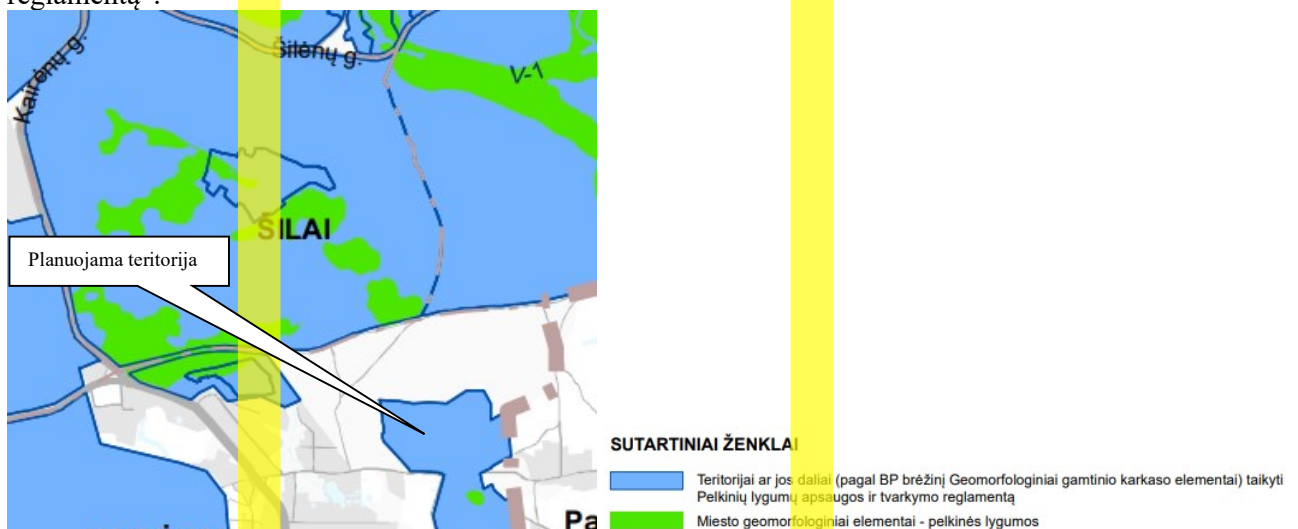 reglamentą“.
Kairėnų g.
Šilėnų g.
V-1
ŠILAI
Planuojama teritorija
Pa
SUTARTINIAI ŽENKLAI
Teritorijai ar jos daliai (pagal BP brėžinį Geomorfologiniai gamtinio karkaso elementai) taikyti
Pelkinių lygumų apsaugos ir tvarkymo reglamentą
Miesto geomorfologiniai elementai - pelkinės lygumos